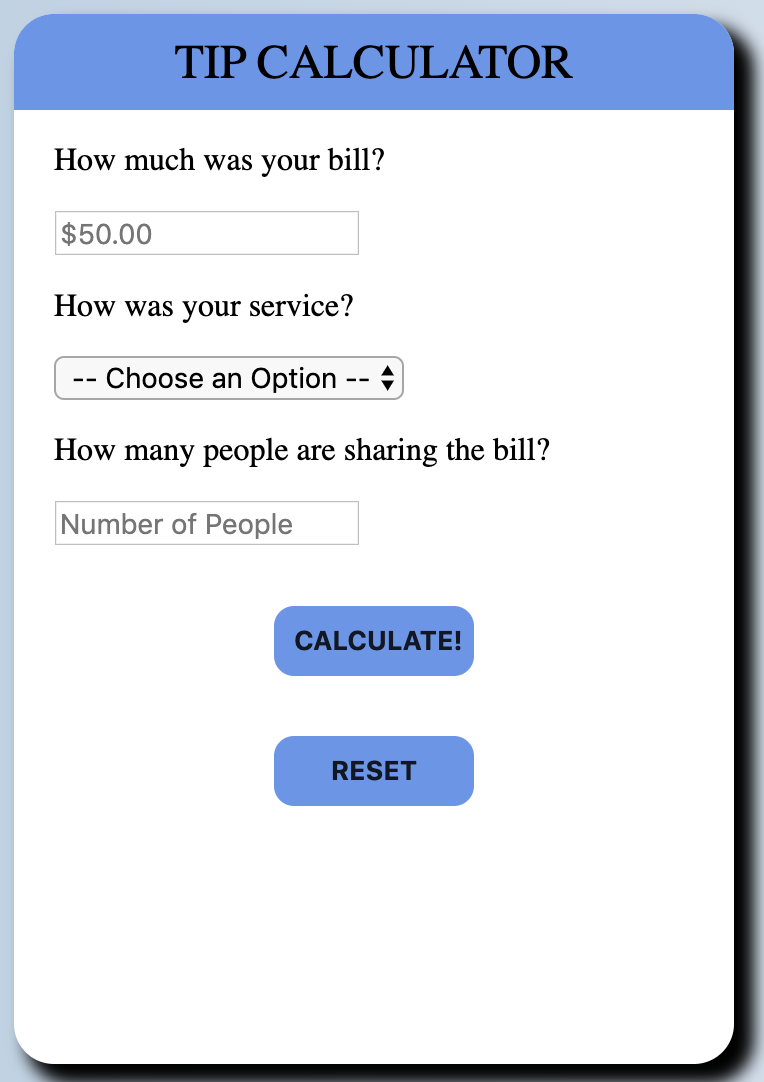 TIP CALCULATOR
How much was your bill?
$50.00
How was your service?
-- Choose an Option --
How many people are sharing the bill?
Number of People
CALCULATE!
RESET